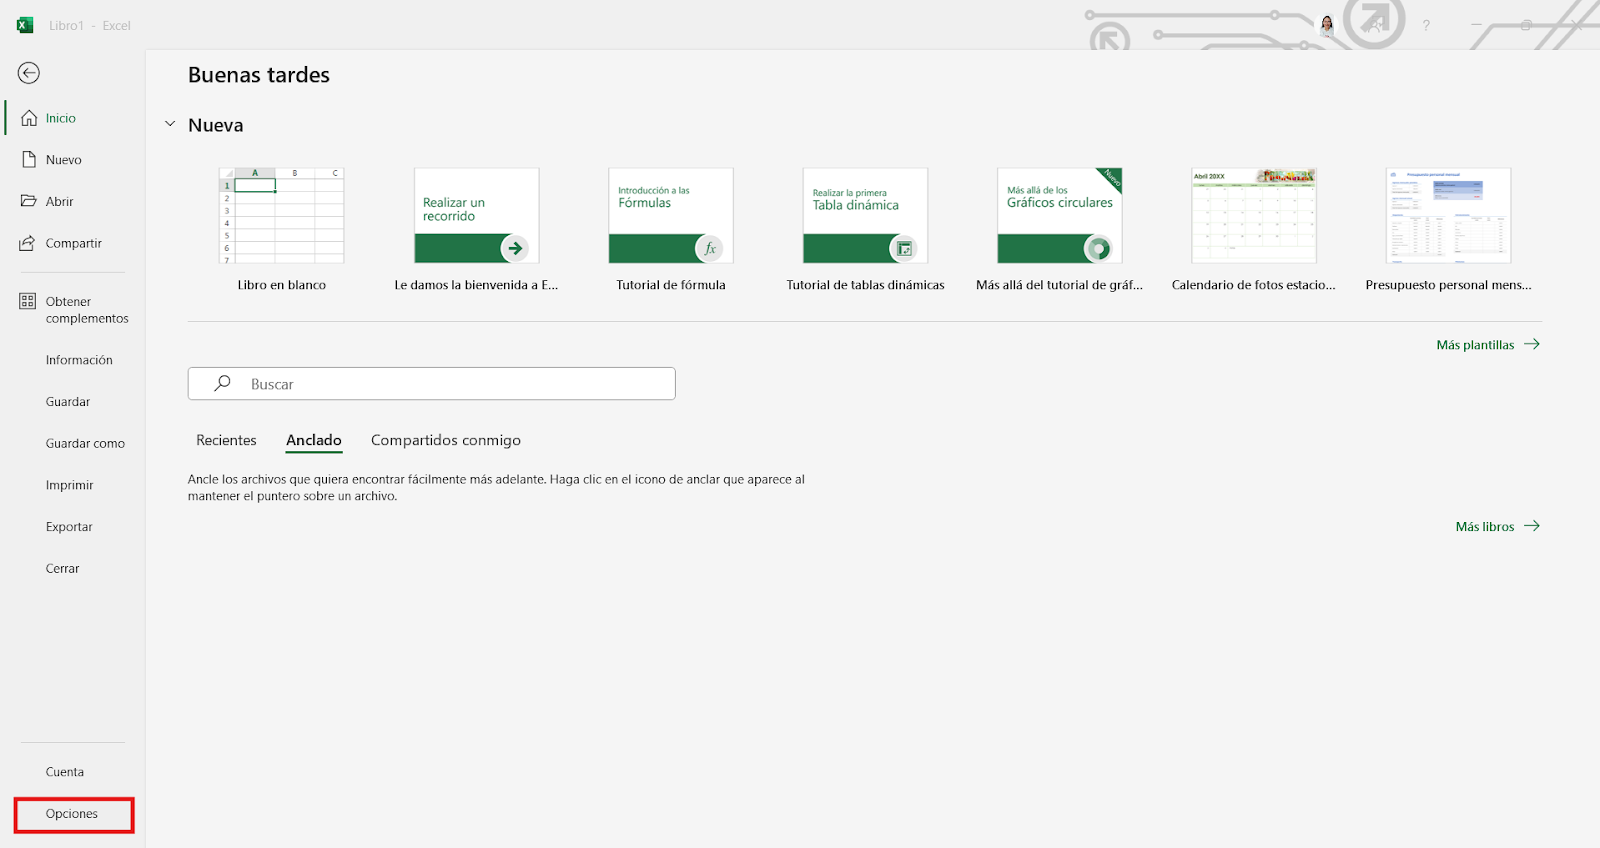 Libro1 - Excel
Buenas tardes
Inicio
Nuevo
Abrir
Compartir
Obtener
complementos
Información
Guardar
Guardar como
Imprimir
Exportar
Cerrar
Cuenta
Opciones
Nueva
A B C
1
2
3
4
5
6
7
Libro en blanco
Realizar un
recorrido
Le damos la bienvenida a E...
Introducción a las
Fórmulas
fx
Tutorial de fórmula
Realizar la primera
Tabla dinámica
Tutorial de tablas dinámicas
Nuevo
Más allá de los
Gráficos circulares
Más allá del tutorial de gráf...
Abril 20XX
Calendario de fotos estacio...
Presupuesto personal mensual
Presupuesto personal mens...
Más plantillas
Buscar
Recientes Anclado Compartidos conmigo
Ancle los archivos que quiera encontrar fácilmente más adelante. Haga clic en el icono de anclar que aparece al
mantener el puntero sobre un archivo.
Más libros